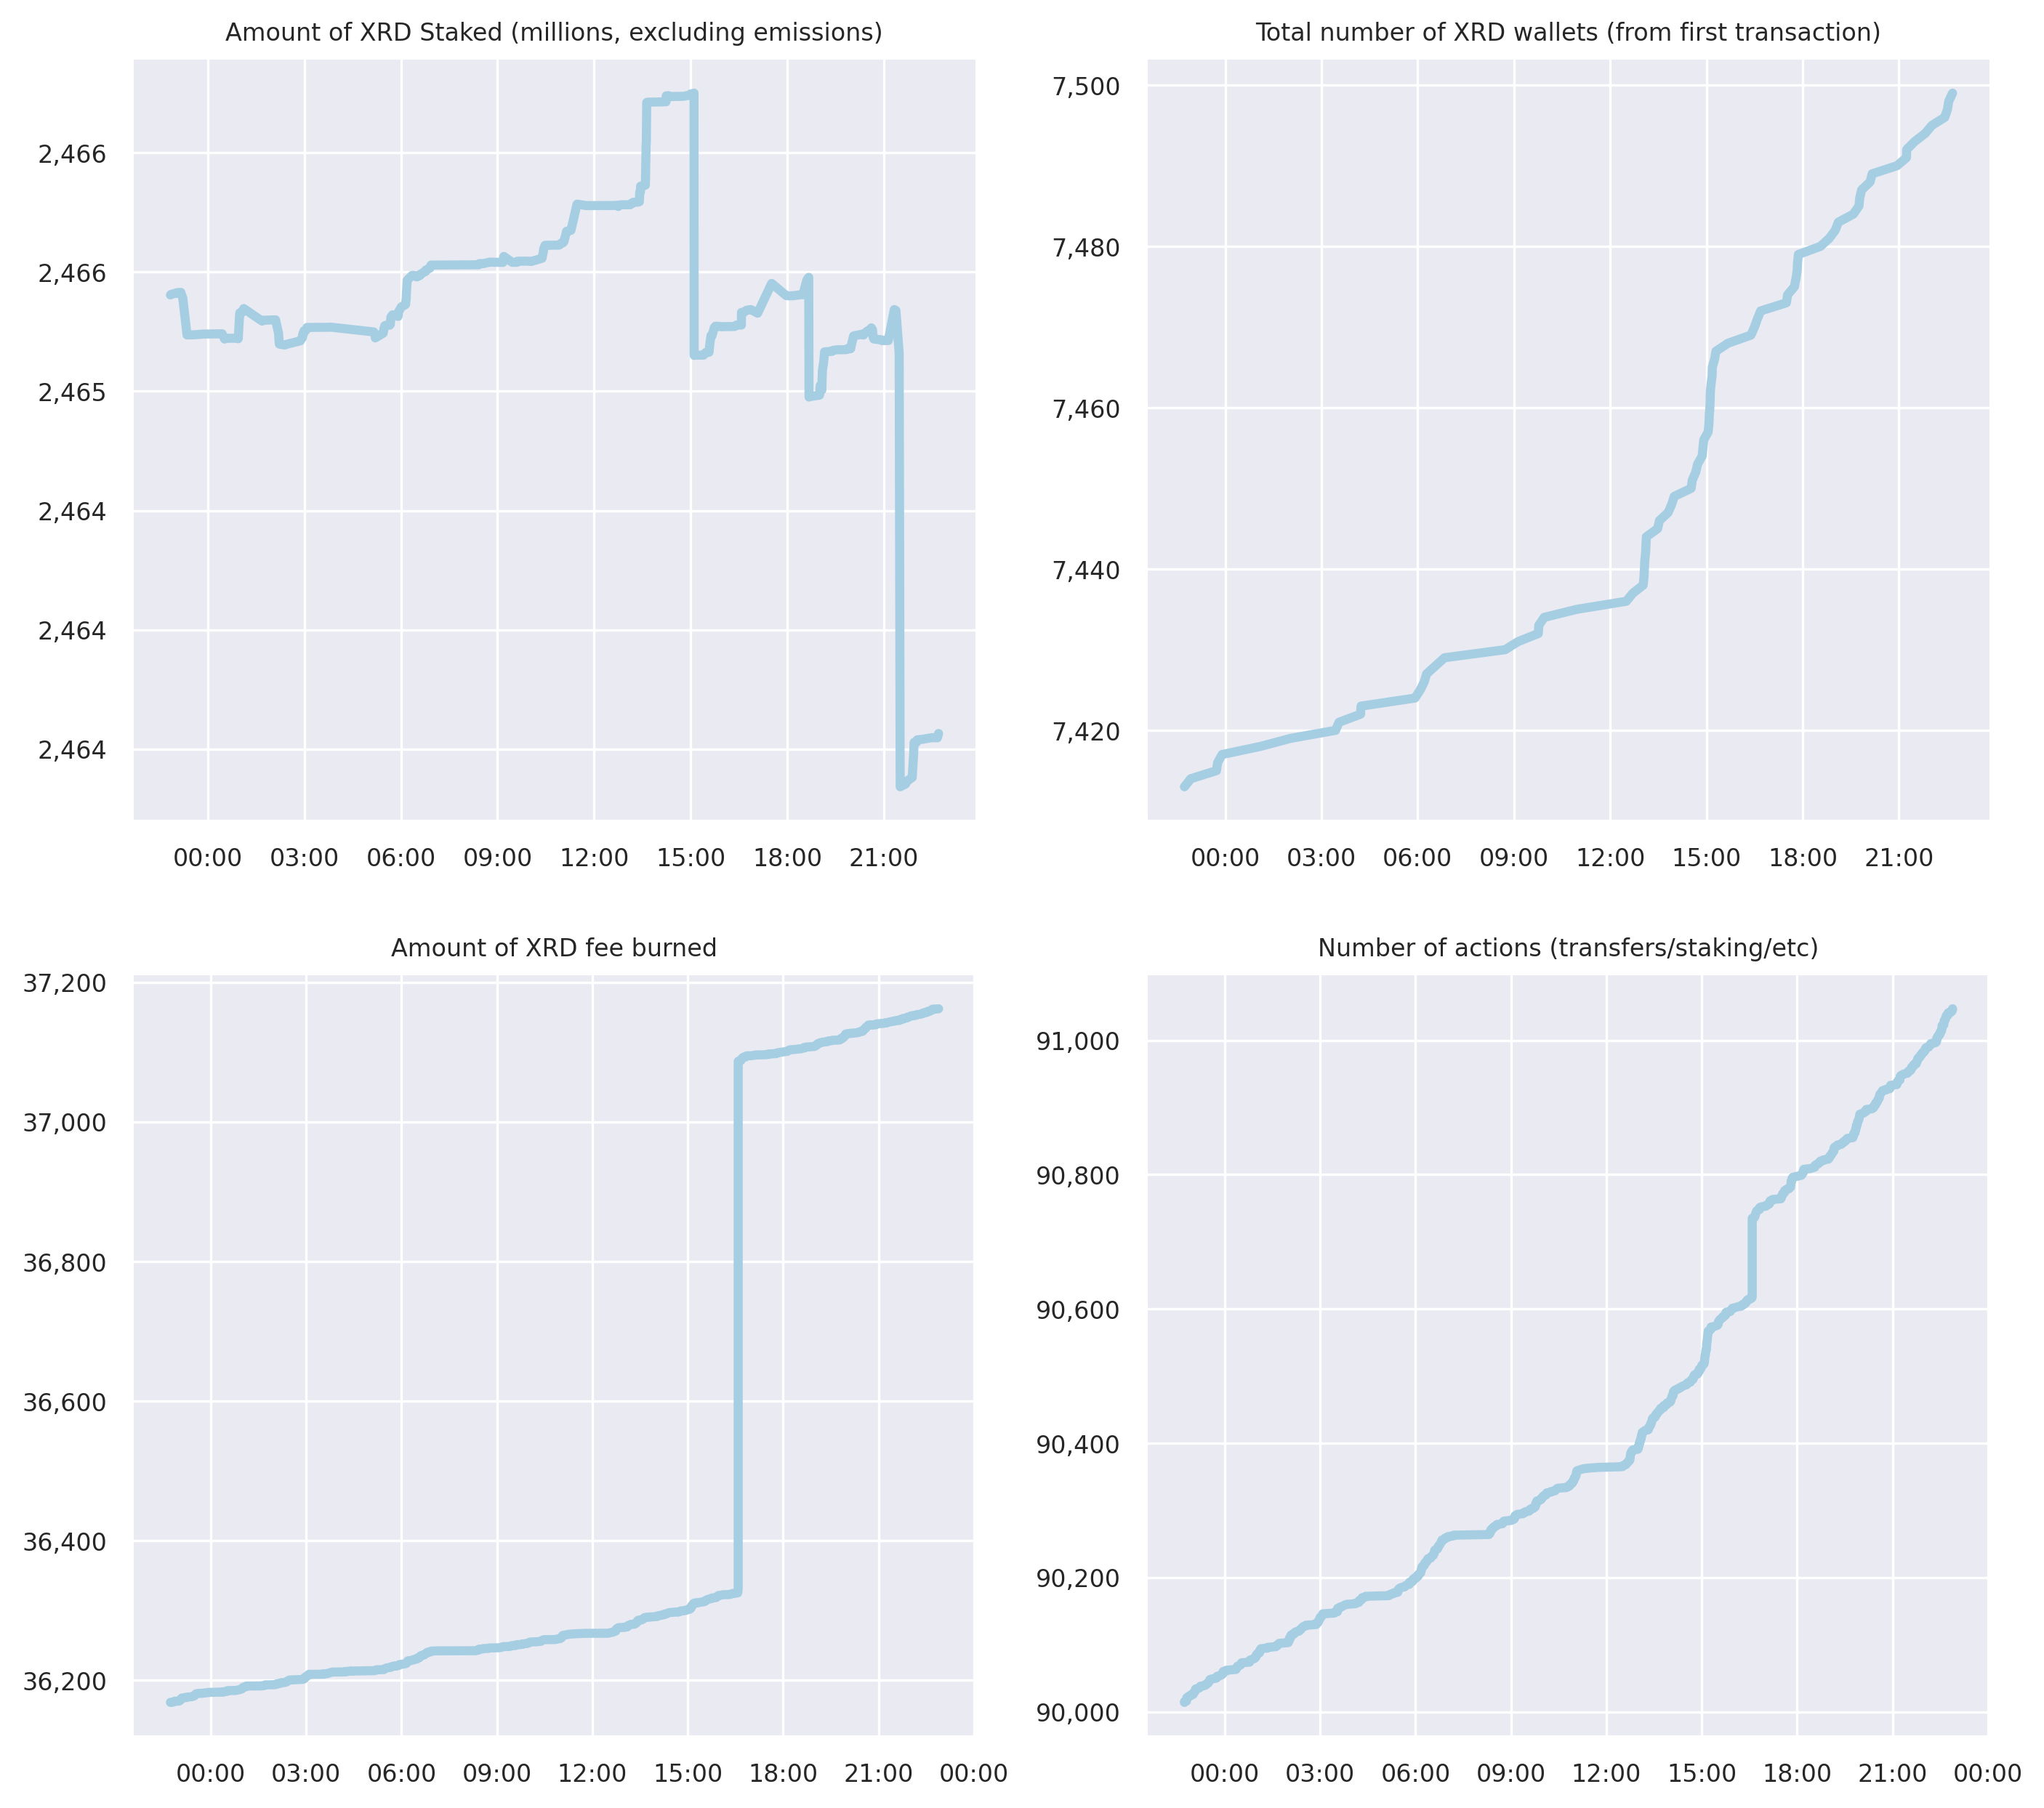 Amount of XRD Staked (millions, excluding emissions)
2,466
2,466
2,465
2,464
2,464
2,464
00:00 03:00 06:00 09:00 12:00 15:00 18:00 21:00
Total number of XRD wallets (from first transaction)
7,500
7,480
7,460
7,440
7,420
00:00 03:00 06:00 09:00 12:00 15:00 18:00 21:00
Amount of XRD fee burned
37,200
37,000
36,800
36,600
36,400
36,200
00:00 03:00 06:00 09:00 12:00 15:00 18:00 21:00 00:00
Number of actions (transfers/staking/etc)
91,000
90,800
90,600
90,400
90,200
90,000
00:00 03:00 06:00 09:00 12:00 15:00 18:00 21:00 00:00